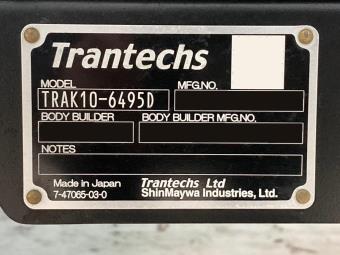 Trantechs
MODEL MFG.NO.
TRAK10-6495D
BODY BUILDER BODY BUILDER MFG.NO.
NOTES
Made in Japan Trantechs Ltd
7-47065-03-0 ShinMaywa Industries, Ltd.